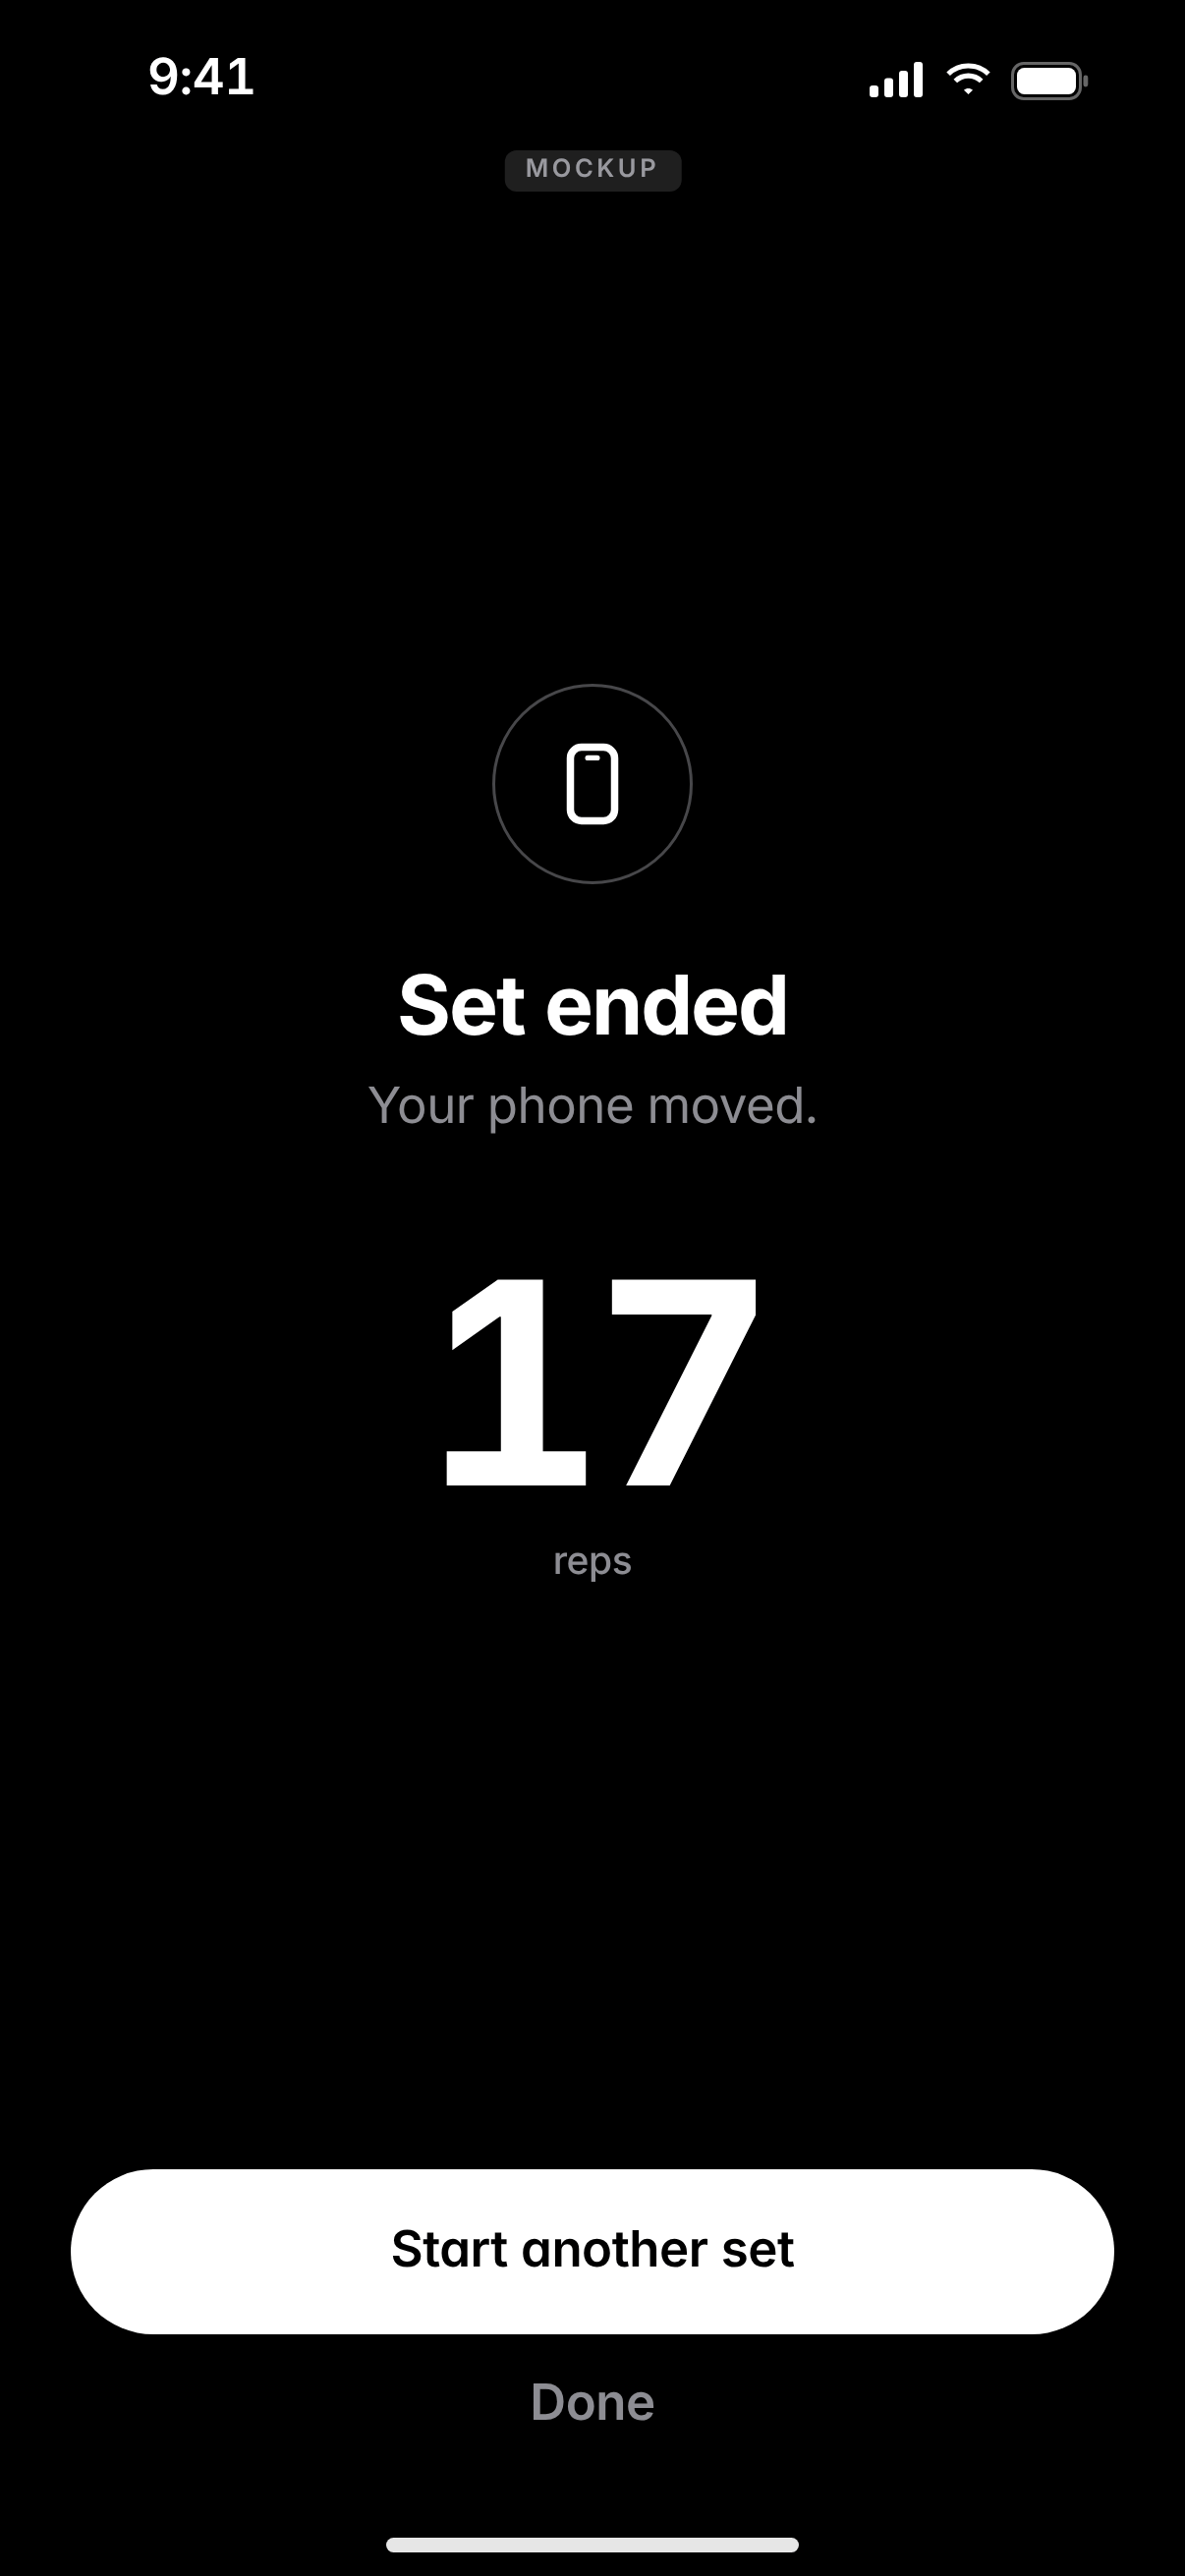 9:41
MOCKUP
Set ended
Your phone moved.
17
reps
Start another set
Done